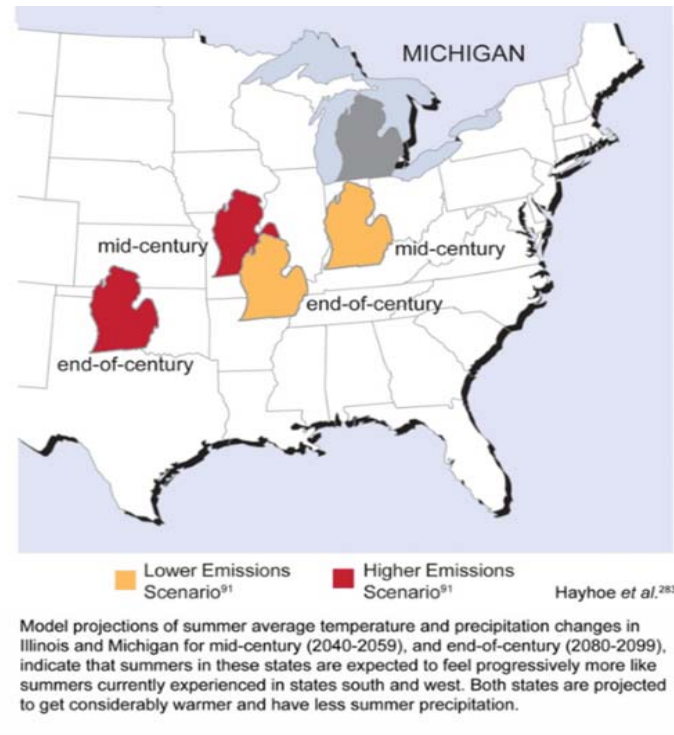 MICHIGAN
mid-century
mid-century
end-of-century
end-of-century
Lower Emissions
Scenario⁹¹
Higher Emissions
Scenario⁹¹
Hayhoe et al.²⁸³
Model projections of summer average temperature and precipitation changes in
Illinois and Michigan for mid-century (2040-2059), and end-of-century (2080-2099),
indicate that summers in these states are expected to feel progressively more like
summers currently experienced in states south and west. Both states are projected
to get considerably warmer and have less summer precipitation.